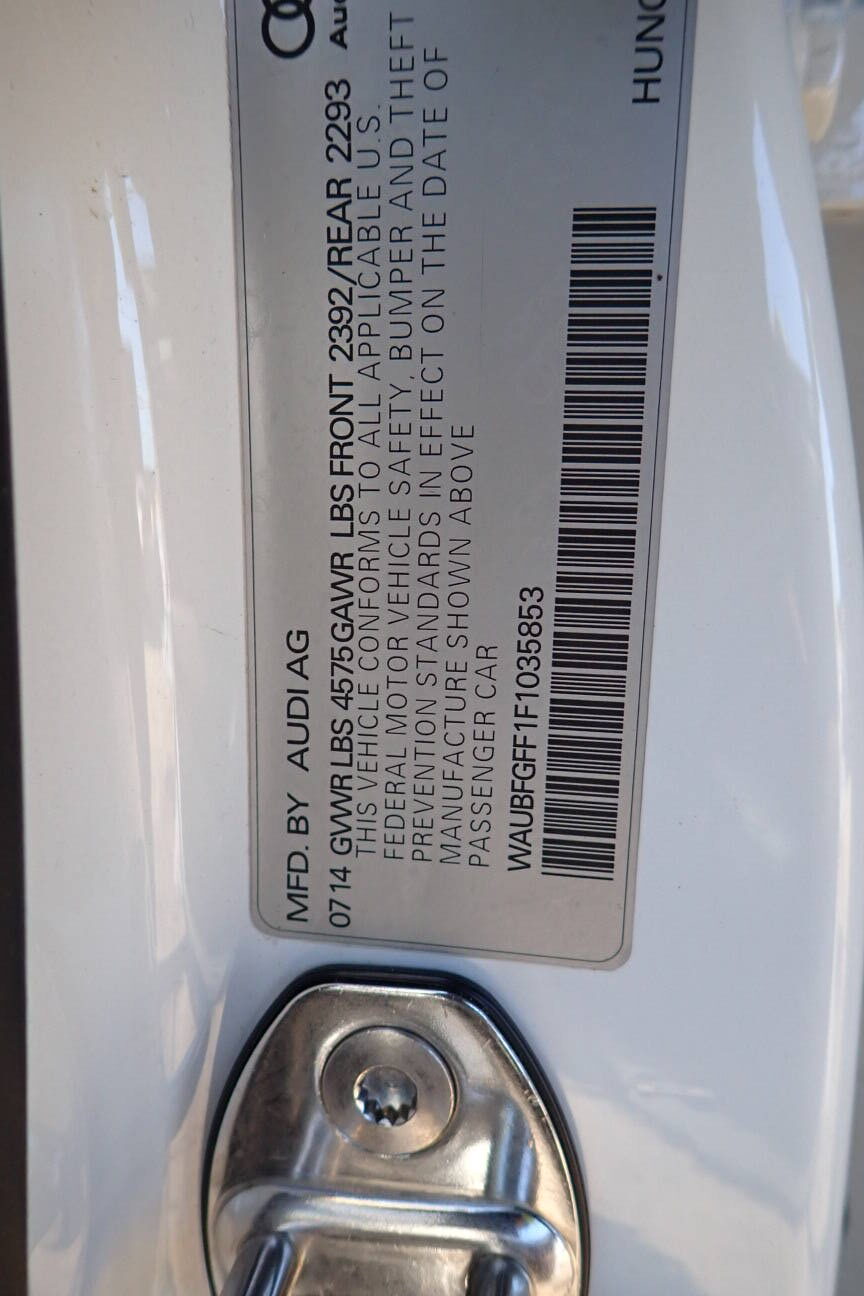 MFD. BY AUDI AG
0714 GVWR LBS 4575 GAWR LBS FRONT 2392/REAR 2293
THIS VEHICLE CONFORMS TO ALL APPLICABLE U.S.
FEDERAL MOTOR VEHICLE SAFETY, BUMPER AND THEFT
PREVENTION STANDARDS IN EFFECT ON THE DATE OF
MANUFACTURE SHOWN ABOVE
PASSENGER CAR
WAUBFGFF1F1035853